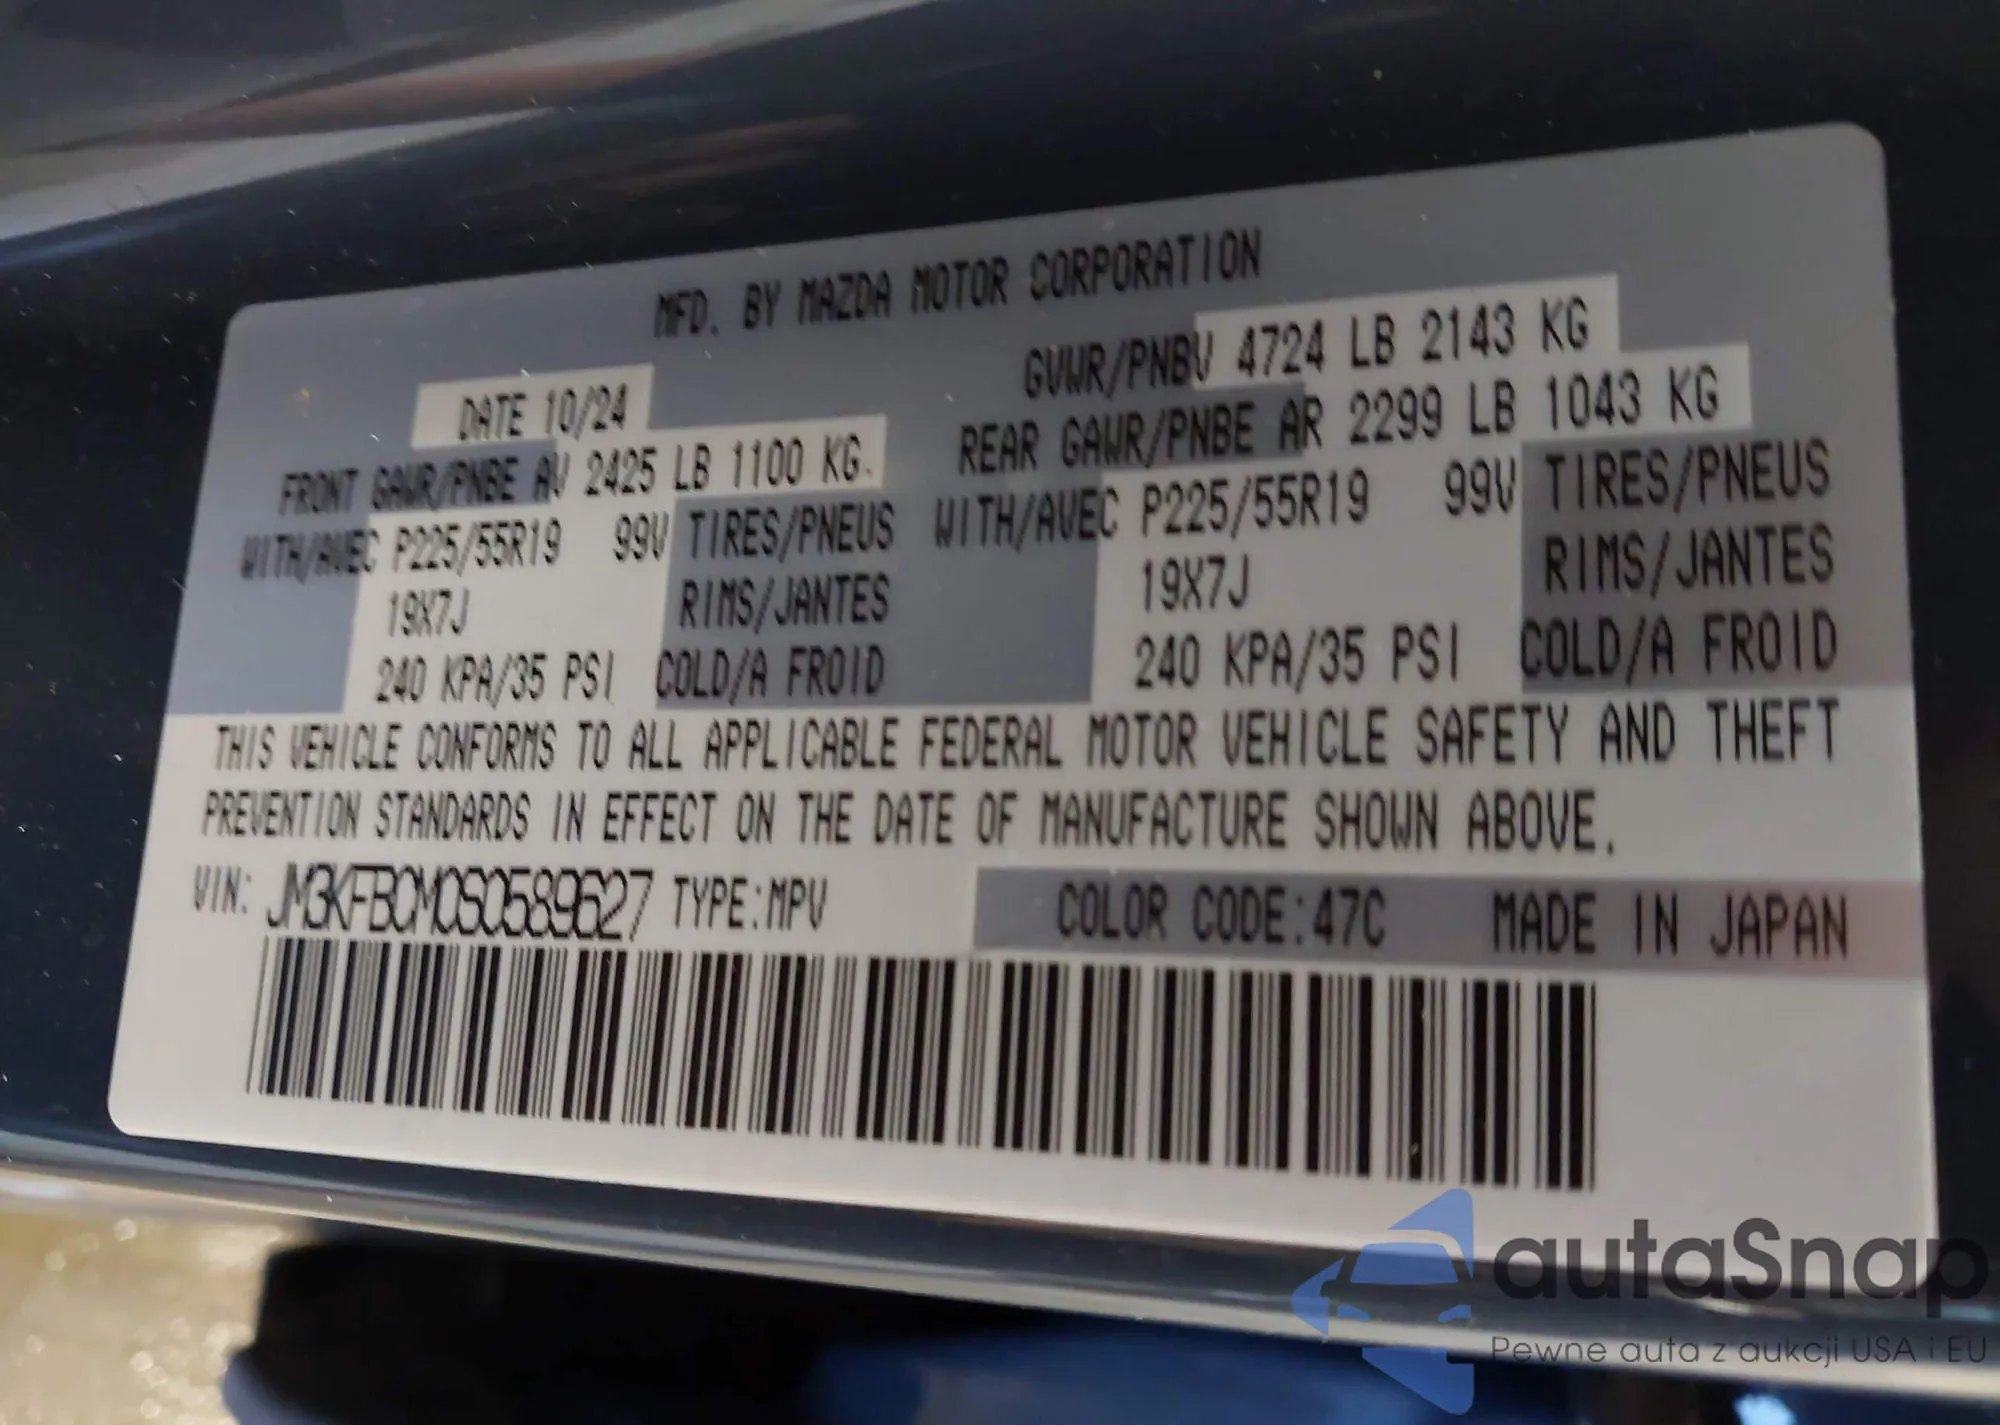 MFD. BY MAZDA MOTOR CORPORATION
DATE 10/24
GVWR/PNBV 4724 LB 2143 KG
FRONT GAWR/PNBE AV 2425 LB 1100 KG.
REAR GAWR/PNBE AR 2299 LB 1043 KG
WITH/AVEC P225/55R19 99V TIRES/PNEUS
WITH/AVEC P225/55R19 99V TIRES/PNEUS
19X7J RIMS/JANTES
19X7J RIMS/JANTES
240 KPA/35 PSI COLD/A FROID
240 KPA/35 PSI COLD/A FROID
THIS VEHICLE CONFORMS TO ALL APPLICABLE FEDERAL MOTOR VEHICLE SAFETY AND THEFT
PREVENTION STANDARDS IN EFFECT ON THE DATE OF MANUFACTURE SHOWN ABOVE.
VIN: JM3KFBCM0S0589627 TYPE:MPV COLOR CODE:47C MADE IN JAPAN
autaSnap
Pewne auta z aukcji USA i EU